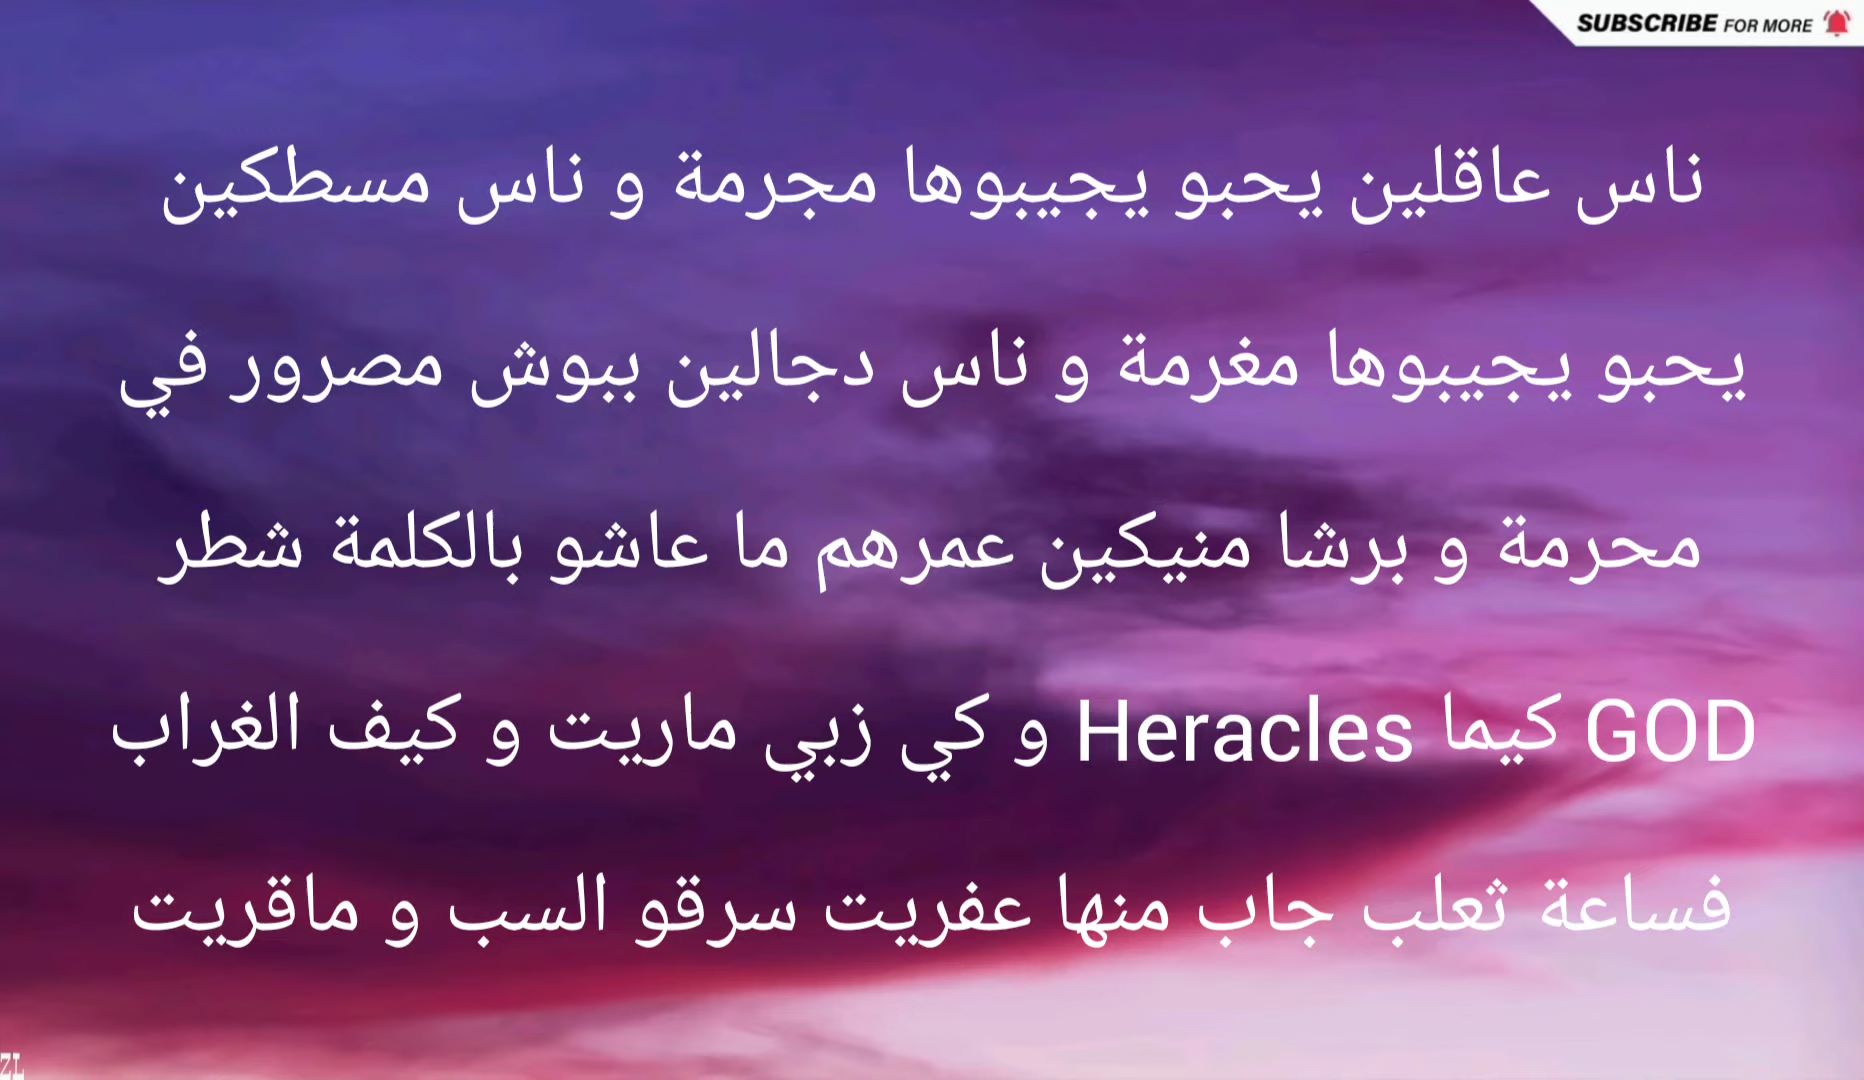 SUBSCRIBE FOR MORE
ناس عاقلين يحبو يجيبوها مجرمة و ناس مسطكين
يحبو يجيبوها مغرمة و ناس دجالين ببوش مصرور في
محرمة و برشا منيكين عمرهم ما عاشو بالكلمة شطر
GOD كيما Heracles و كي زبي ماريت و كيف الغراب
فساعة ثعلب جاب منها عفريت سرقو السب و ماقريت
ZL